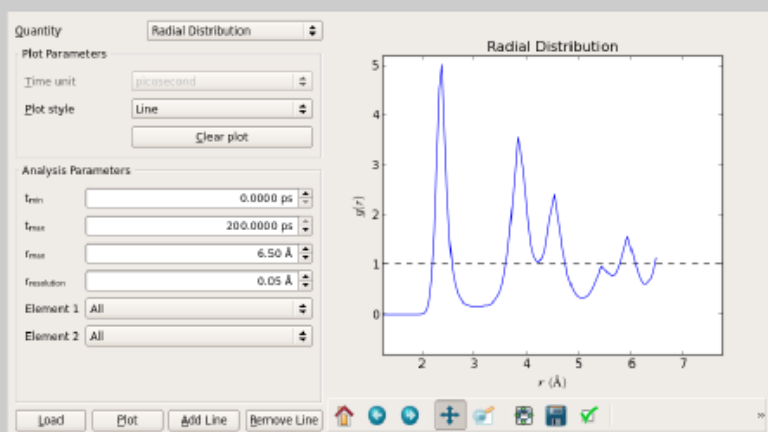 Quantity Radial Distribution
Plot Parameters
Time unit picosecond
Plot style Line
Clear plot
Analysis Parameters
tmin 0.0000 ps
tmax 200.0000 ps
rmax 6.50 Å
rresolution 0.05 Å
Element 1 All
Element 2 All
Load Plot Add Line Remove Line
Radial Distribution
5
4
3
2
1
0
g(r)
2 3 4 5 6 7
r (Å)
»